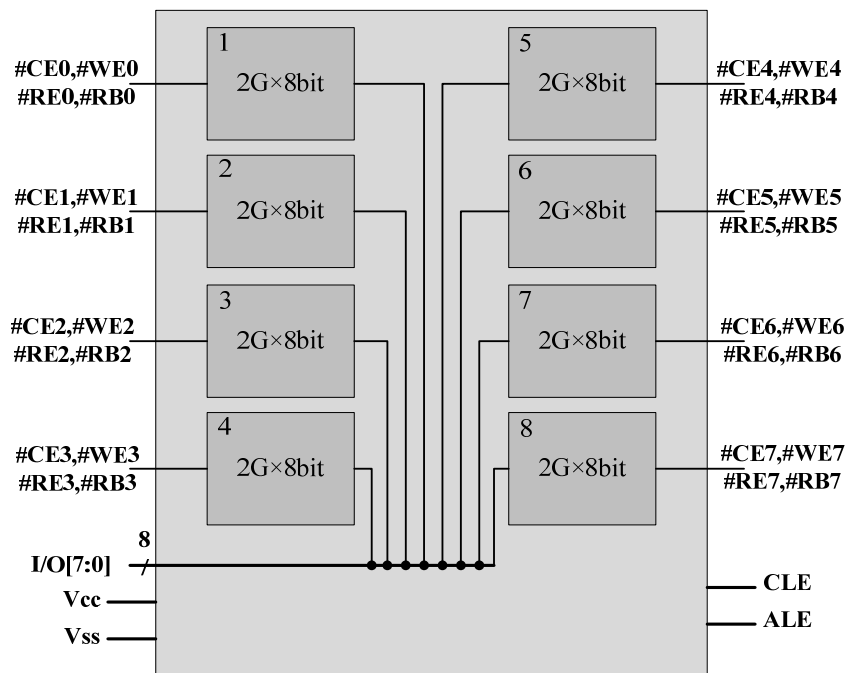 1
2G×8bit
#CE0,#WE0
#RE0,#RB0
5
2G×8bit
#CE4,#WE4
#RE4,#RB4
2
2G×8bit
#CE1,#WE1
#RE1,#RB1
6
2G×8bit
#CE5,#WE5
#RE5,#RB5
3
2G×8bit
#CE2,#WE2
#RE2,#RB2
7
2G×8bit
#CE6,#WE6
#RE6,#RB6
4
2G×8bit
#CE3,#WE3
#RE3,#RB3
8
2G×8bit
#CE7,#WE7
#RE7,#RB7
8
I/O[7:0]
Vcc
Vss
CLE
ALE